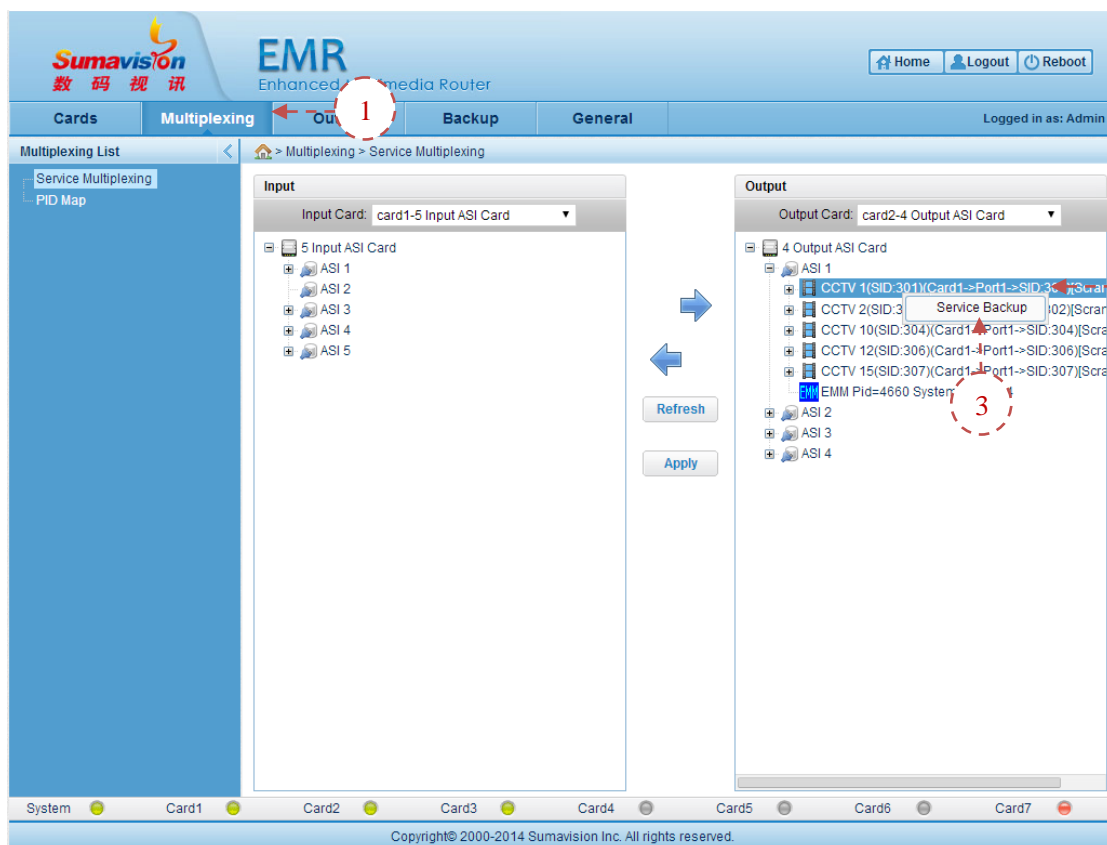 Sumavision
数码视讯
EMR
Enhanced Multimedia Router
Home
Logout
Reboot
Cards
Multiplexing
Backup
General
Logged in as: Admin
1
Multiplexing List
> Multiplexing > Service Multiplexing
Service Multiplexing
PID Map
Input
Input Card: card1-5 Input ASI Card
5 Input ASI Card
ASI 1
ASI 2
ASI 3
ASI 4
ASI 5
Refresh
Apply
Output
Output Card: card2-4 Output ASI Card
4 Output ASI Card
ASI 1
CCTV 1(SID:301)(Card1->Port1->SID:30
Service Backup
CCTV 2(SID:3 02)[Scran
CCTV 10(SID:304)(Card1->Port1->SID:304)[Scra
CCTV 12(SID:306)(Card1->Port1->SID:306)[Scra
CCTV 15(SID:307)(Card1->Port1->SID:307)[Scra
EMM EMM Pid=4660 System
3
ASI 2
ASI 3
ASI 4
System
Card1
Card2
Card3
Card4
Card5
Card6
Card7
Copyright© 2000-2014 Sumavision Inc. All rights reserved.